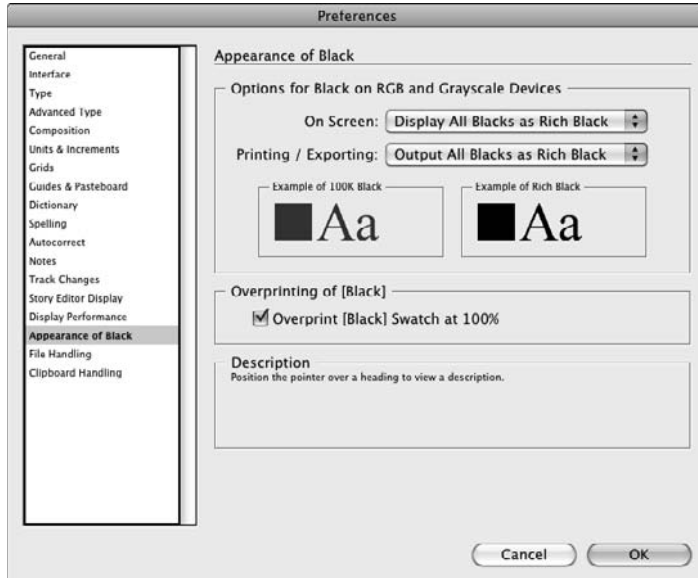 Preferences
General
Interface
Type
Advanced Type
Composition
Units & Increments
Grids
Guides & Pasteboard
Dictionary
Spelling
Autocorrect
Notes
Track Changes
Story Editor Display
Display Performance
Appearance of Black
File Handling
Clipboard Handling
Appearance of Black
Options for Black on RGB and Grayscale Devices
On Screen: Display All Blacks as Rich Black
Printing / Exporting: Output All Blacks as Rich Black
Example of 100K Black
Aa
Example of Rich Black
Aa
Overprinting of [Black]
Overprint [Black] Swatch at 100%
Description
Position the pointer over a heading to view a description.
Cancel
OK